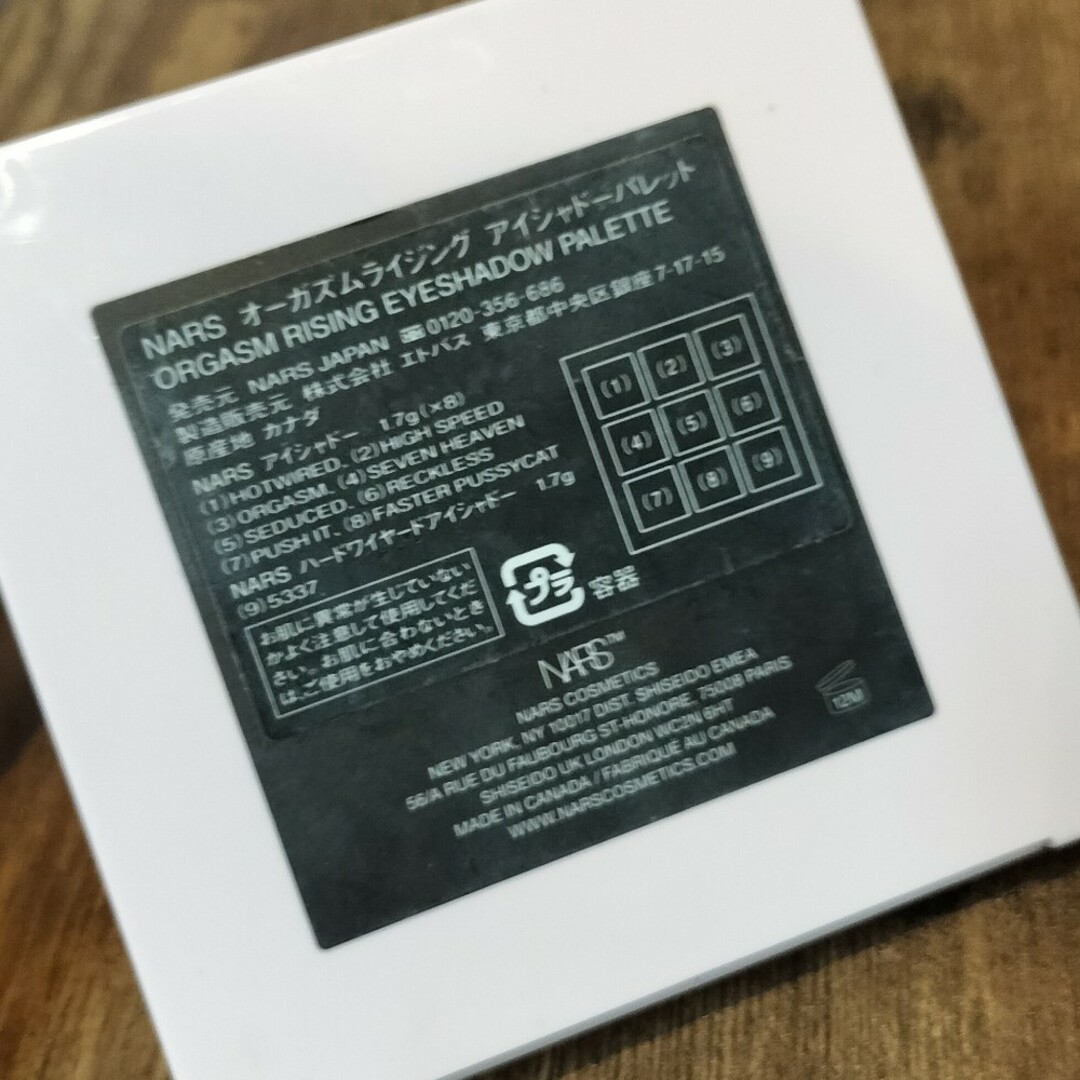 NARS オーガズムライジング アイシャドーパレット
ORGASM RISING EYESHADOW PALETTE
発売元 NARS JAPAN 0120-356-686
製造販売元 株式会社 エトバス 東京都中央区銀座7-17-15
原産地 カナダ
NARS アイシャドー 1.7g(×8)
(1)HOTWIRED、(2)HIGH SPEED
(3)ORGASM、(4)SEVEN HEAVEN
(5)SEDUCED、(6)RECKLESS
(7)PUSH IT、(8)FASTER PUSSYCAT
NARS ハードワイヤードアイシャドー 1.7g
(9)5337
(1) (2) (3)
(4) (5) (6)
(7) (8) (9)
お肌に異常が生じていない
かよく注意して使用してくだ
さい。お肌に合わないとき
は、ご使用をおやめください。
プラ 容器
NARS™
NARS COSMETICS
NEW YORK, NY 10017 DIST. SHISEIDO EMEA
56/A RUE DU FAUBOURG ST-HONORE, 75008 PARIS
SHISEIDO UK LONDON WC2N 6HT
MADE IN CANADA / FABRIQUE AU CANADA
WWW.NARSCOSMETICS.COM
12M